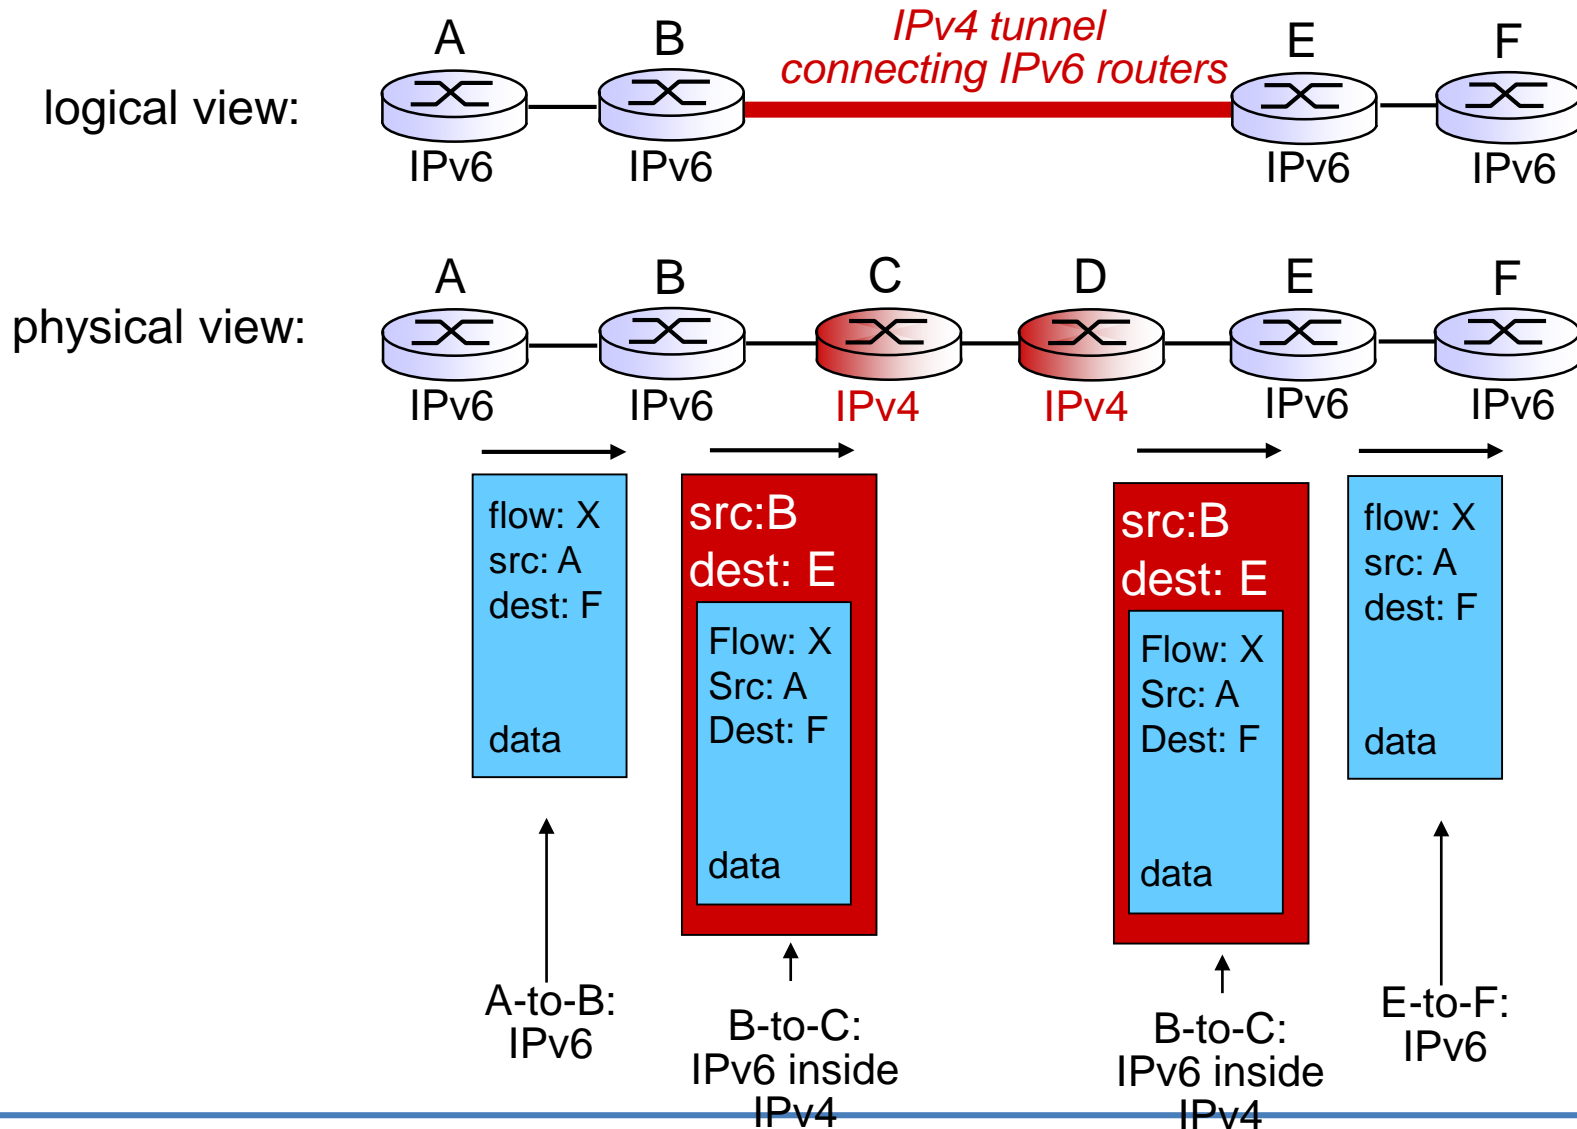 IPv4 tunnel
connecting IPv6 routers
A
B
E
F
logical view:
IPv6
IPv6
IPv6
IPv6
A
B
C
D
E
F
physical view:
IPv6
IPv6
IPv4
IPv4
IPv6
IPv6
flow: X
src: A
dest: F
data
src:B
dest: E
Flow: X
Src: A
Dest: F
data
src:B
dest: E
Flow: X
Src: A
Dest: F
data
flow: X
src: A
dest: F
data
A-to-B:
IPv6
B-to-C:
IPv6 inside
IPv4
B-to-C:
IPv6 inside
IPv4
E-to-F:
IPv6